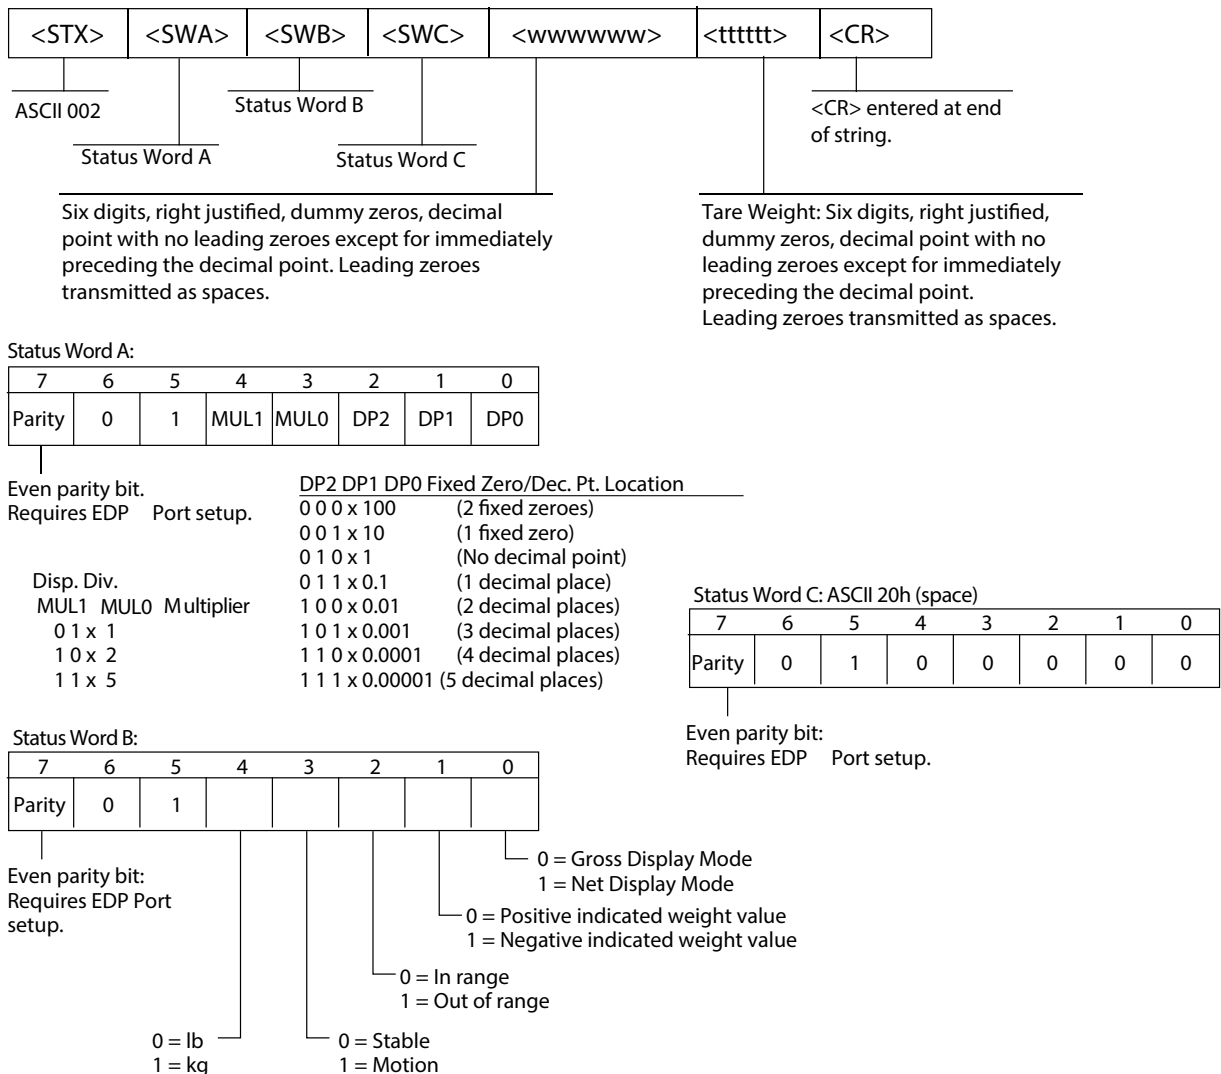 <STX> <SWA> <SWB> <SWC> <wwwwww> <tttttt> <CR>
ASCII 002
Status Word A
Status Word B
Status Word C
<CR> entered at end
of string.
Six digits, right justified, dummy zeros, decimal
point with no leading zeroes except for immediately
preceding the decimal point. Leading zeroes
transmitted as spaces.
Tare Weight: Six digits, right justified,
dummy zeros, decimal point with no
leading zeroes except for immediately
preceding the decimal point.
Leading zeroes transmitted as spaces.
Status Word A:
7 6 5 4 3 2 1 0
Parity 0 1 MUL1 MUL0 DP2 DP1 DP0
Even parity bit.
Requires EDP Port setup.
Disp. Div.
MUL1 MUL0 Multiplier
0 1 x 1
1 0 x 2
1 1 x 5
DP2 DP1 DP0 Fixed Zero/Dec. Pt. Location
0 0 0 x 100 (2 fixed zeroes)
0 0 1 x 10 (1 fixed zero)
0 1 0 x 1 (No decimal point)
0 1 1 x 0.1 (1 decimal place)
1 0 0 x 0.01 (2 decimal places)
1 0 1 x 0.001 (3 decimal places)
1 1 0 x 0.0001 (4 decimal places)
1 1 1 x 0.00001 (5 decimal places)
Status Word C: ASCII 20h (space)
7 6 5 4 3 2 1 0
Parity 0 1 0 0 0 0 0
Even parity bit:
Requires EDP Port setup.
Status Word B:
7 6 5 4 3 2 1 0
Parity 0 1
Even parity bit:
Requires EDP Port
setup.
0 = Gross Display Mode
1 = Net Display Mode
0 = Positive indicated weight value
1 = Negative indicated weight value
0 = In range
1 = Out of range
0 = Stable
1 = Motion
0 = lb
1 = kg